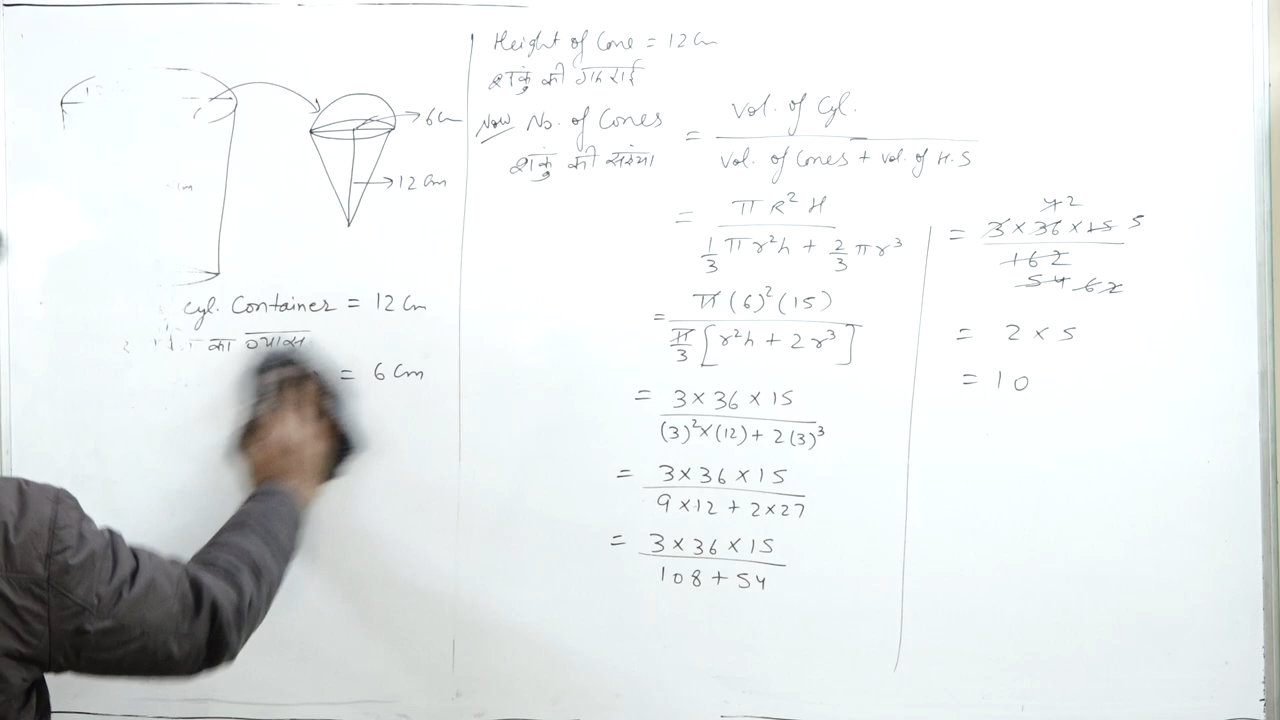 6 Cm
12 Cm
Cyl. Container = 12 Cm
का व्यास
= 6 Cm
Height of Cone = 12 Cm
शंकु की ऊंचाई
Now No. of Cones = Vol. of Cyl. / Vol. of Cones + Vol. of H.S
शंकु की संख्या
= π R² H / 1/3 π r² h + 2/3 π r³
= π (6)² (15) / π/3 [r² h + 2 r³]
= 3 × 36 × 15 / (3)² × (12) + 2 (3)³
= 3 × 36 × 15 / 9 × 12 + 2 × 27
= 3 × 36 × 15 / 108 + 54
= 3 × 36 × 15 / 162
2
5
54
= 2 × 5
= 10